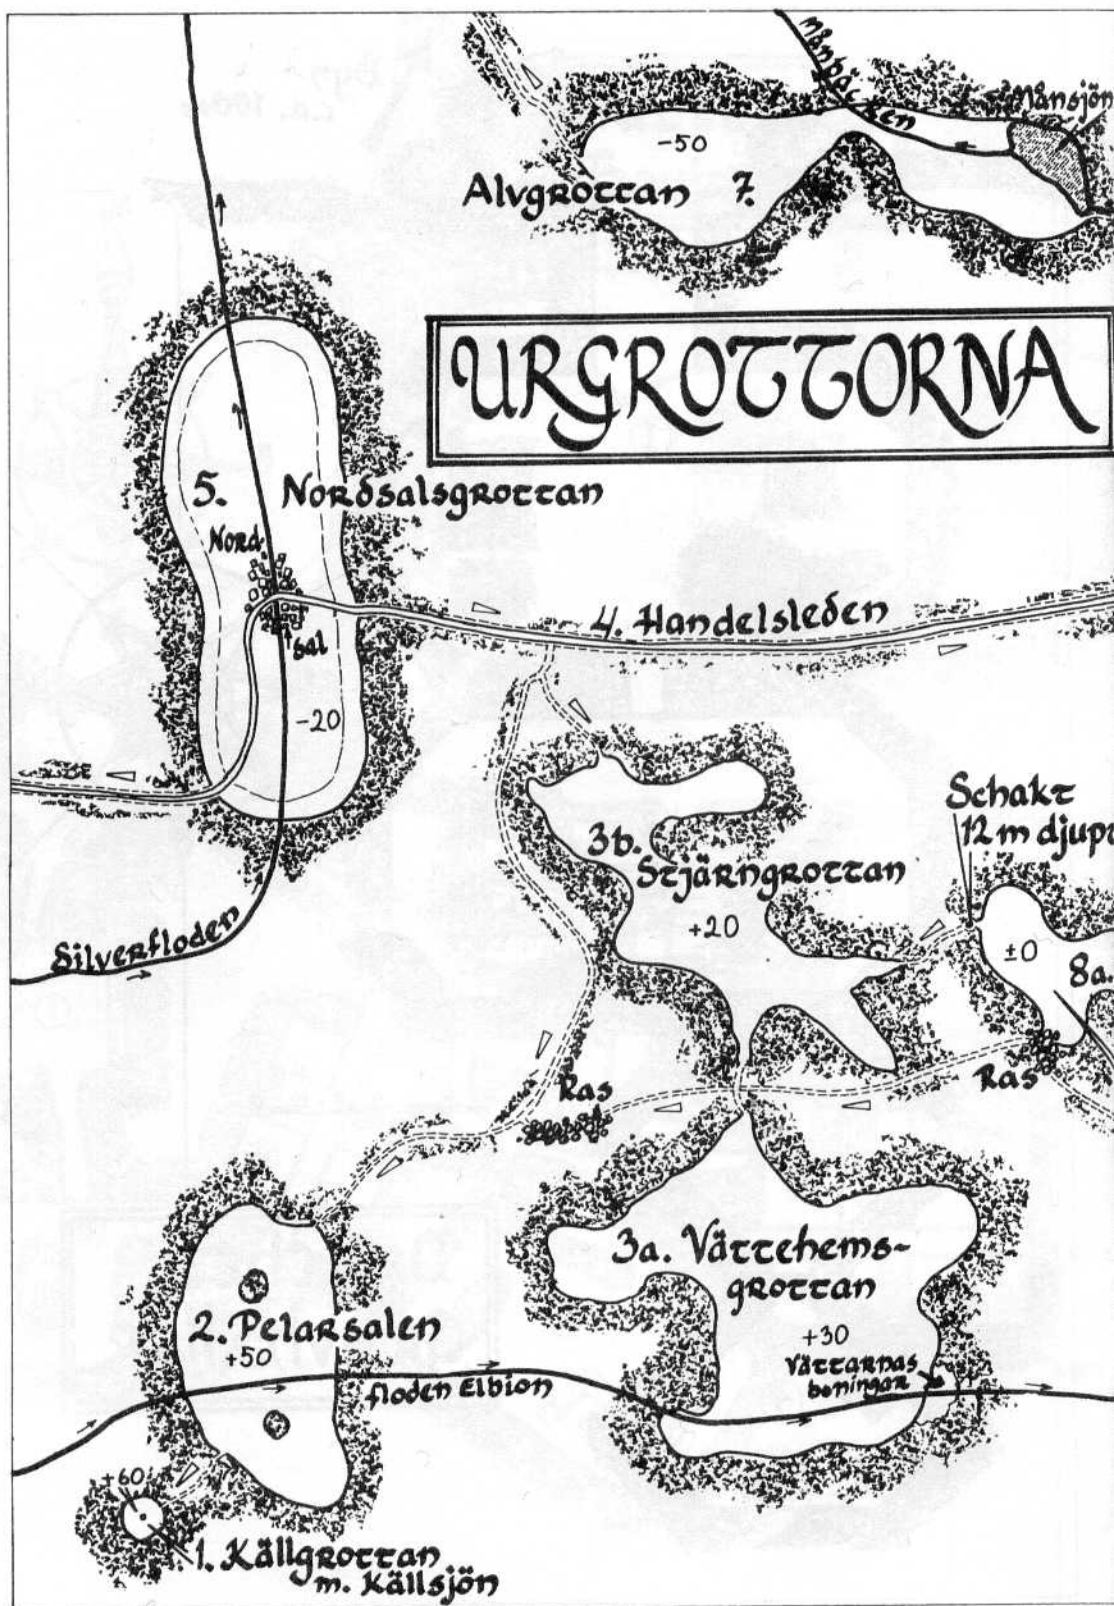 Månbäcken
Månsjön
-50
Alvgrottan 7.
URGROTTORNA
5. Nordsalsgrottan
Nord-
sal
4. Handelsleden
-20
Schakt
12 m djupt
3b.
Stjärngrottan
+20
±0
8a.
Silverfloden
Ras
Ras
3a. Vättehems-
grottan
2. Pelarsalen
+50
+30
Vättarnas
boningar
floden Elbion
+60
1. Källgrottan
m. Källsjön